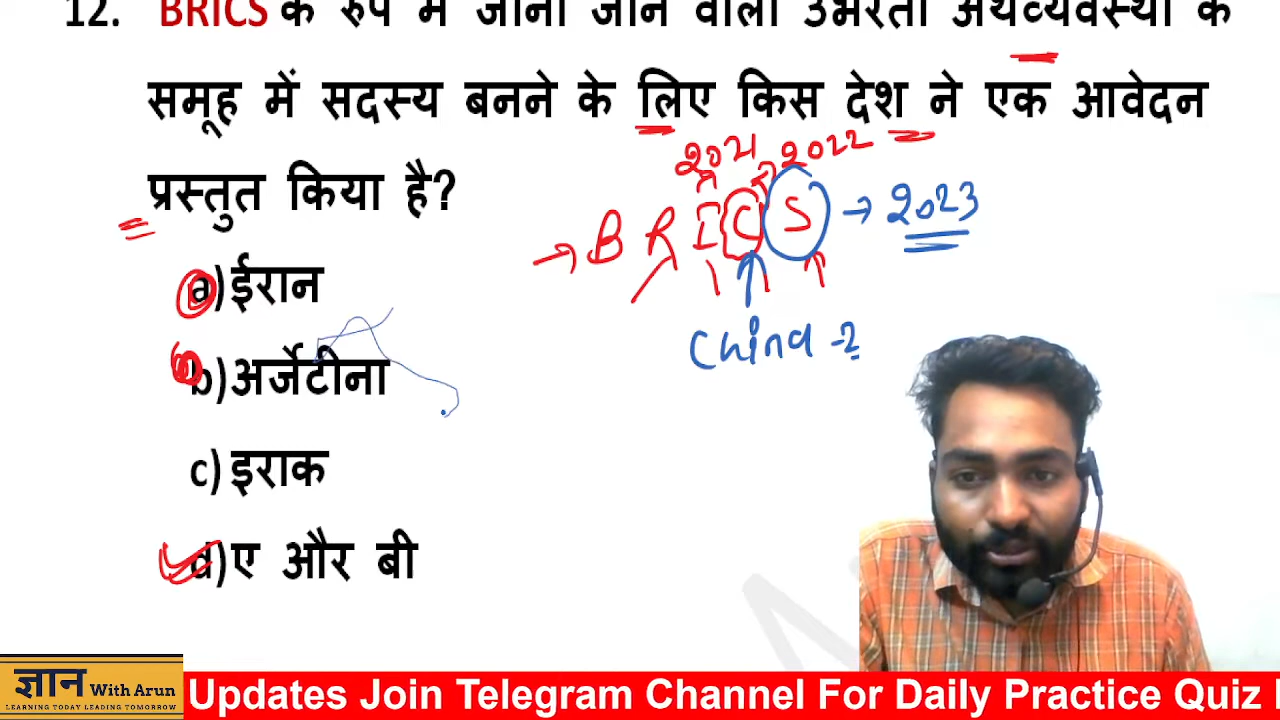 12. BRICS के रुप में जाना जाने वाली उभरती अर्थव्यवस्था के
समूह में सदस्य बनने के लिए किस देश ने एक आवेदन
प्रस्तुत किया है?
2021 2022
B R I C S → 2023
China - 2
a) ईरान
b) अर्जेटीना
c) इराक
d) ए और बी
ज्ञान With Arun
LEARNING TODAY LEADING TOMORROW
Updates Join Telegram Channel For Daily Practice Quiz